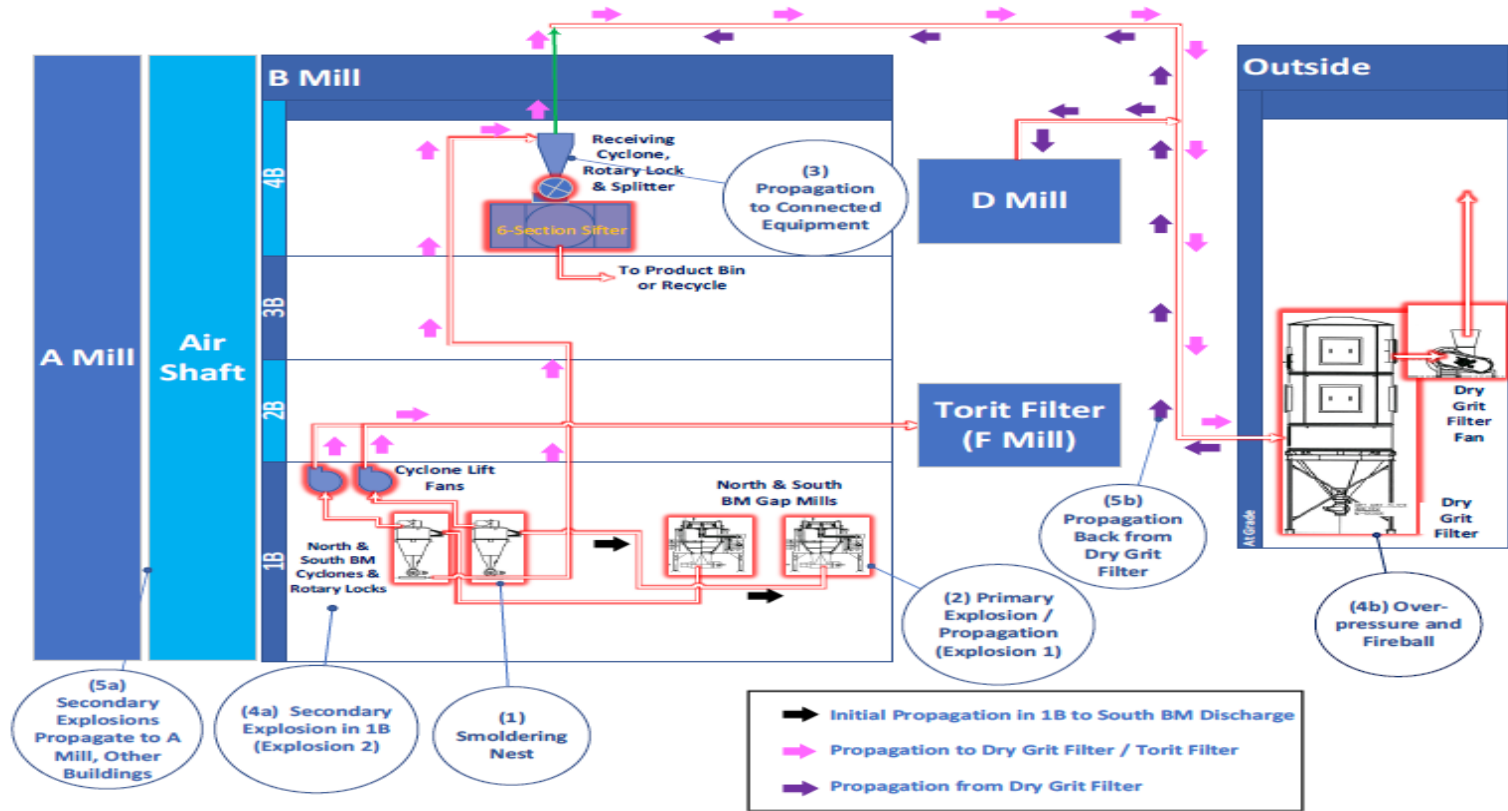 B Mill
Outside
A Mill
Air
Shaft
4B
3B
2B
1B
Receiving
Cyclone,
Rotary Lock
& Splitter
6-Section Sifter
To Product Bin
or Recycle
(3)
Propagation
to Connected
Equipment
D Mill
Torit Filter
(F Mill)
Cyclone Lift
Fans
North & South
BM Gap Mills
North &
South BM
Cyclones &
Rotary Locks
(5b)
Propagation
Back from
Dry Grit
Filter
Dry
Grit
Filter
Fan
Dry
Grit
Filter
At Grade
(2) Primary
Explosion /
Propagation
(Explosion 1)
(4b) Over-
pressure and
Fireball
(5a)
Secondary
Explosions
Propagate to A
Mill, Other
Buildings
(4a) Secondary
Explosion in 1B
(Explosion 2)
(1)
Smoldering
Nest
Initial Propagation in 1B to South BM Discharge
Propagation to Dry Grit Filter / Torit Filter
Propagation from Dry Grit Filter